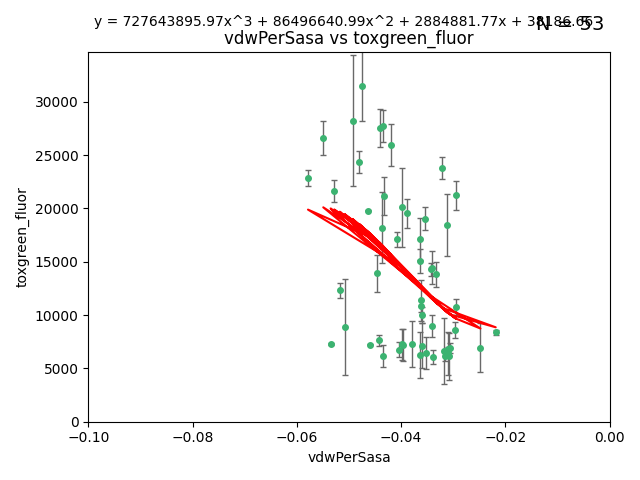 y = 727643895.97x^3 + 86496640.99x^2 + 2884881.77x + 38186.66
N = 53
vdwPerSasa vs toxgreen_fluor
30000
25000
20000
15000
10000
5000
0
toxgreen_fluor
−0.10
−0.08
−0.06
−0.04
−0.02
0.00
vdwPerSasa